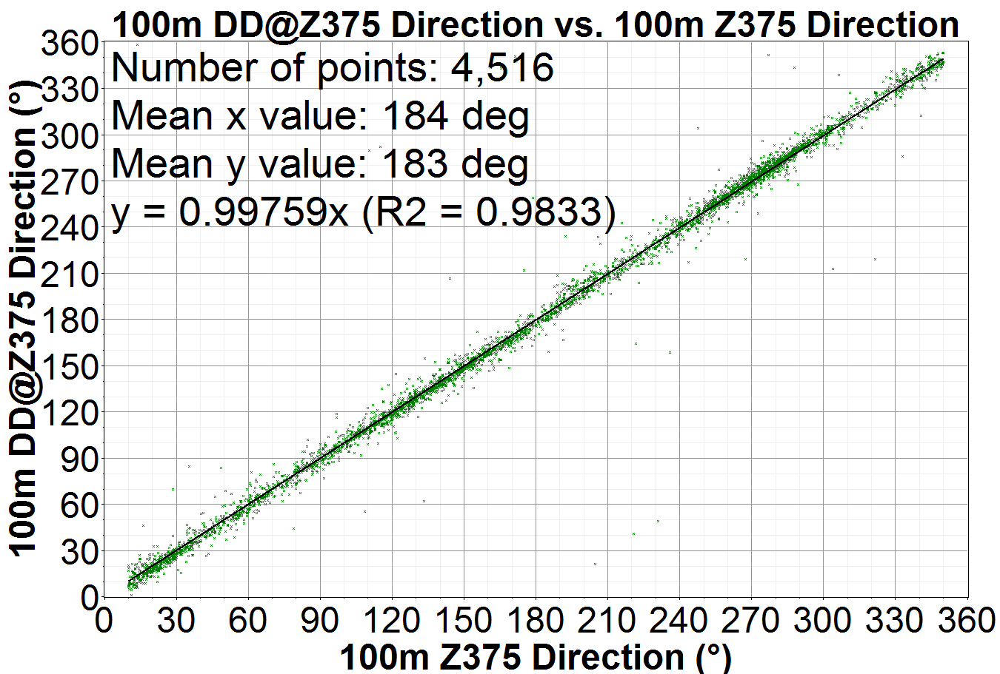 100m DD@Z375 Direction vs. 100m Z375 Direction
Number of points: 4,516
Mean x value: 184 deg
Mean y value: 183 deg
y = 0.99759x (R2 = 0.9833)
100m DD@Z375 Direction (°)
360
330
300
270
240
210
180
150
120
90
60
30
0
0 30 60 90 120 150 180 210 240 270 300 330 360
100m Z375 Direction (°)